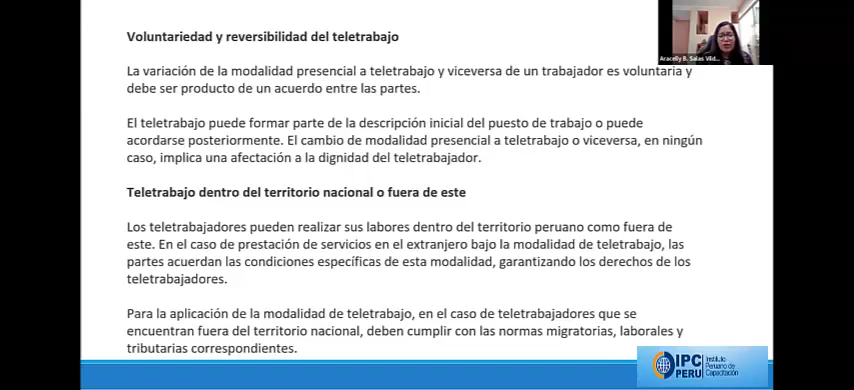 Voluntariedad y reversibilidad del teletrabajo
La variación de la modalidad presencial a teletrabajo y viceversa de un trabajador es voluntaria y
debe ser producto de un acuerdo entre las partes.
El teletrabajo puede formar parte de la descripción inicial del puesto de trabajo o puede
acordarse posteriormente. El cambio de modalidad presencial a teletrabajo o viceversa, en ningún
caso, implica una afectación a la dignidad del teletrabajador.
Teletrabajo dentro del territorio nacional o fuera de este
Los teletrabajadores pueden realizar sus labores dentro del territorio peruano como fuera de
este. En el caso de prestación de servicios en el extranjero bajo la modalidad de teletrabajo, las
partes acuerdan las condiciones específicas de esta modalidad, garantizando los derechos de los
teletrabajadores.
Para la aplicación de la modalidad de teletrabajo, en el caso de teletrabajadores que se
encuentran fuera del territorio nacional, deben cumplir con las normas migratorias, laborales y
tributarias correspondientes.
Aracelly B. Salas
IPC
PERU
Instituto
Peruano de
Capacitación